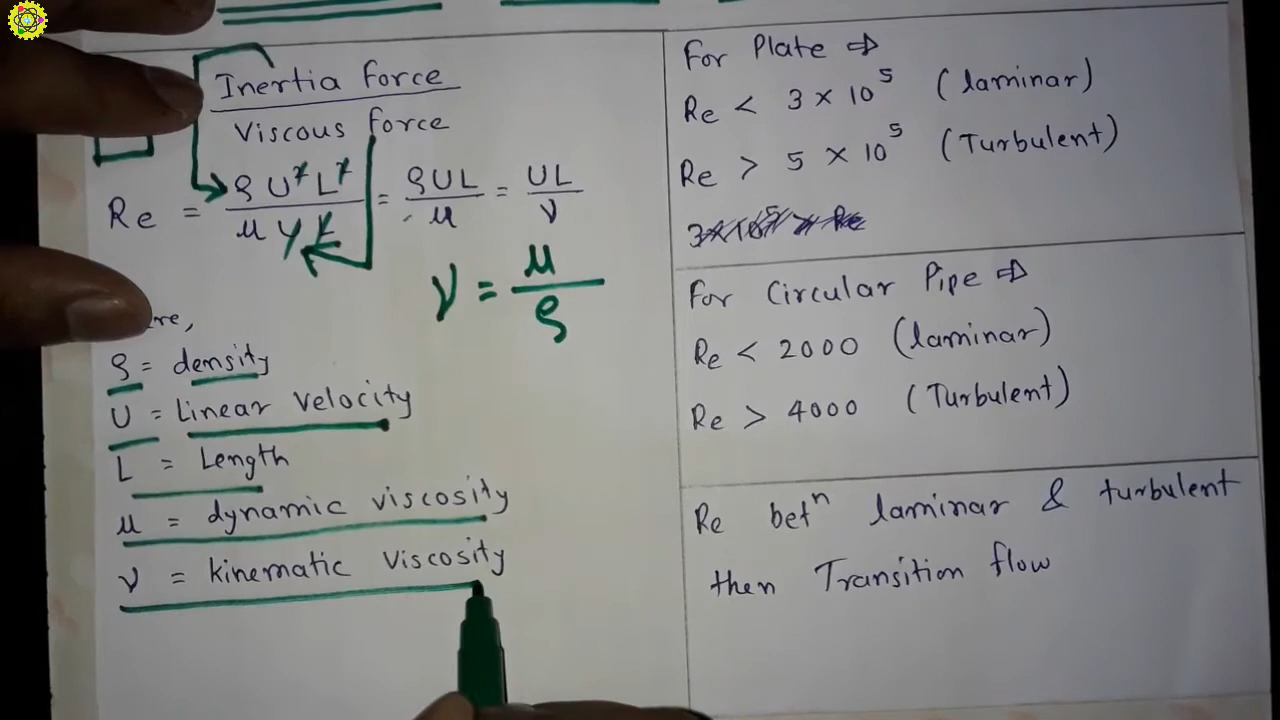 Inertia force
Viscous force
Re = ρ U² L² / μ U L = ρUL / μ = UL / ν
ν = μ / ρ
ρ = density
U = Linear velocity
L = Length
μ = dynamic viscosity
ν = kinematic viscosity
For Plate ⇒
Re < 3 × 10⁵ (laminar)
Re > 5 × 10⁵ (Turbulent)
For Circular Pipe ⇒
Re < 2000 (laminar)
Re > 4000 (Turbulent)
Re betⁿ laminar & turbulent
then Transition flow